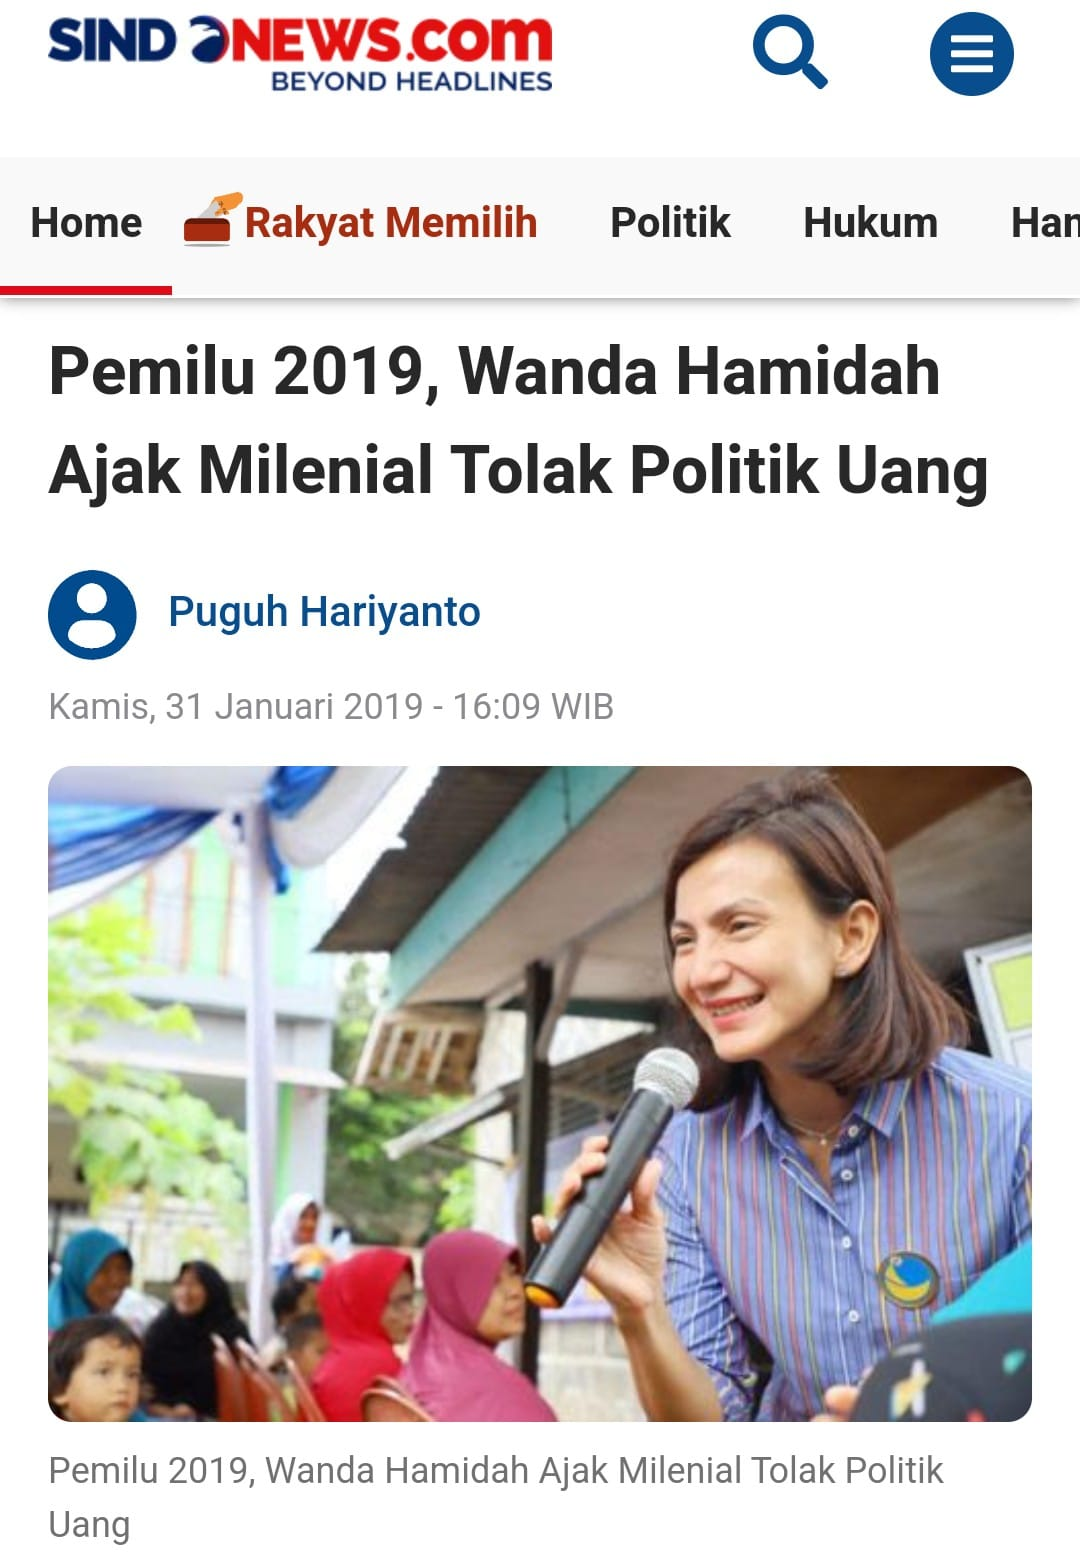 SINDONEWS.com
BEYOND HEADLINES
Home Rakyat Memilih Politik Hukum Han
Pemilu 2019, Wanda Hamidah
Ajak Milenial Tolak Politik Uang
Puguh Hariyanto
Kamis, 31 Januari 2019 - 16:09 WIB
Pemilu 2019, Wanda Hamidah Ajak Milenial Tolak Politik
Uang